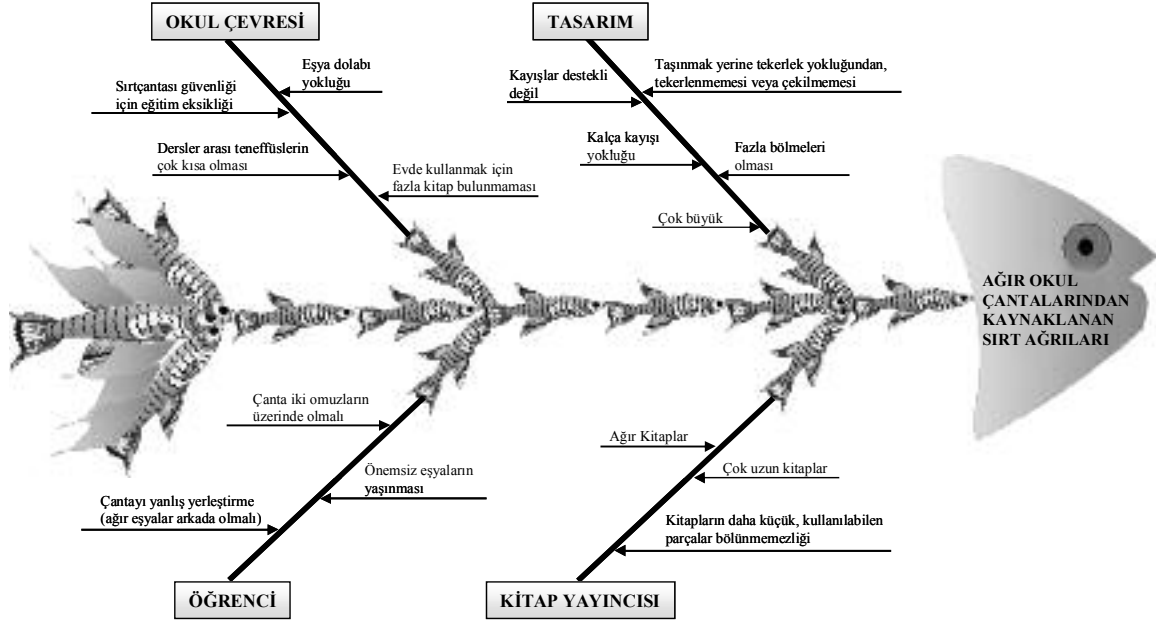 OKUL ÇEVRESİ
Eşya dolabı
yokluğu
Sırtçantası güvenliği
için eğitim eksikliği
Dersler arası teneffüslerin
çok kısa olması
Evde kullanmak için
fazla kitap bulunmaması
TASARIM
Kayışlar destekli
değil
Taşınmak yerine tekerlek yokluğundan,
tekerlenmemesi veya çekilmemesi
Kalça kayışı
yokluğu
Fazla bölmeleri
olması
Çok büyük
AĞIR OKUL
ÇANTALARINDAN
KAYNAKLANAN
SIRT AĞRILARI
Çanta iki omuzların
üzerinde olmalı
Önemsiz eşyaların
yaşınması
Çantayı yanlış yerleştirme
(ağır eşyalar arkada olmalı)
ÖĞRENCİ
Ağır Kitaplar
Çok uzun kitaplar
Kitapların daha küçük, kullanılabilen
parçalar bölünmemezliği
KİTAP YAYINCISI